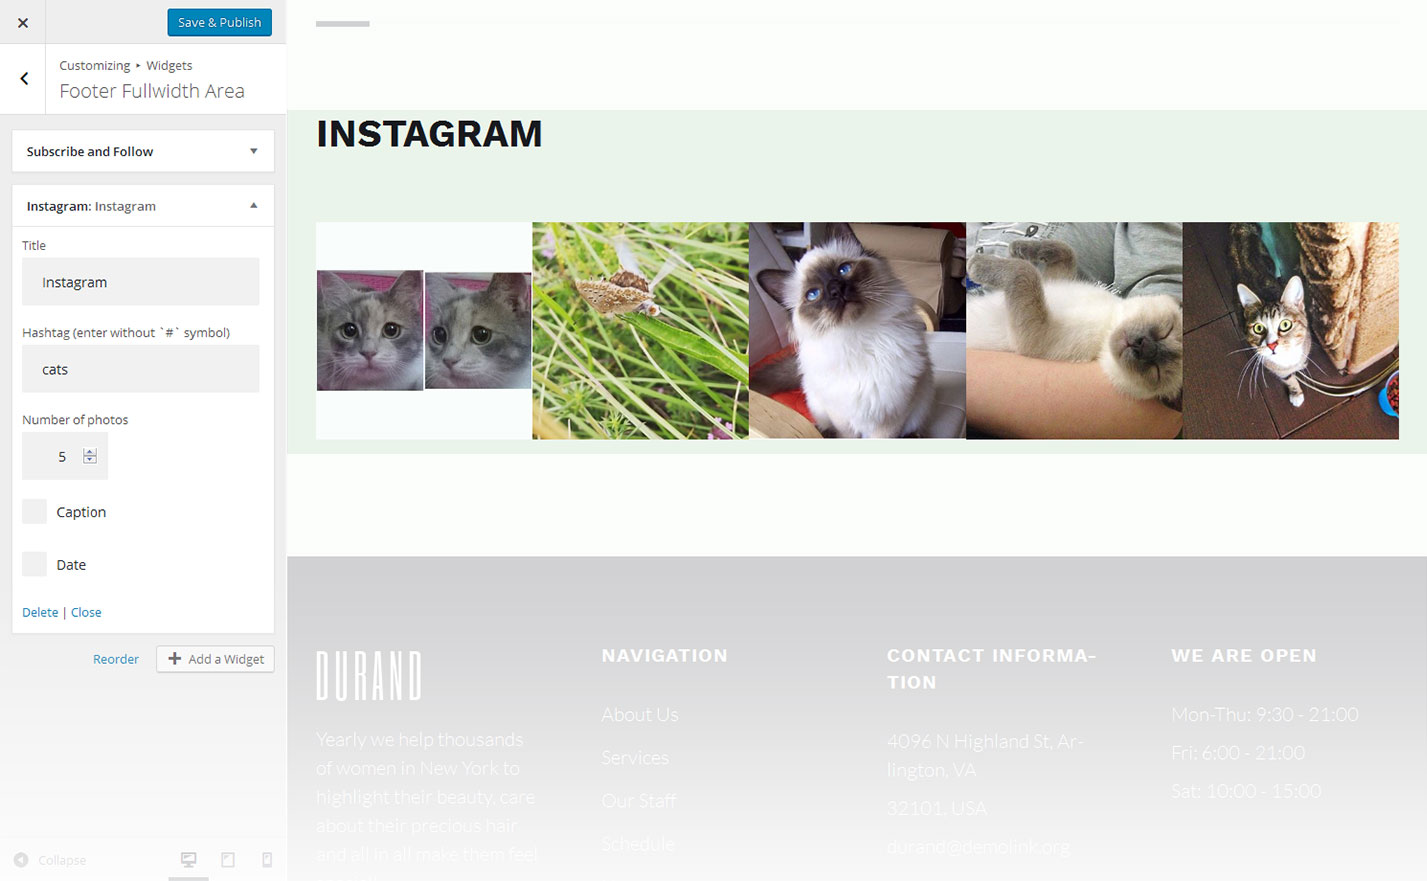 Save & Publish
Customizing ▸ Widgets
Footer Fullwidth Area
Subscribe and Follow
Instagram: Instagram
Title
Instagram
Hashtag (enter without `#` symbol)
cats
Number of photos
5
Caption
Date
Delete | Close
Reorder
Add a Widget
Collapse
INSTAGRAM
DURAND
Yearly we help thousands
of women in New York to
highlight their beauty, care
about their precious hair
and all in all make them feel
NAVIGATION
About Us
Services
Our Staff
Schedule
CONTACT INFORMA-
TION
4096 N Highland St, Ar-
lington, VA
32101, USA
durand@demolink.org
WE ARE OPEN
Mon-Thu: 9:30 - 21:00
Fri: 6:00 - 21:00
Sat: 10:00 - 15:00